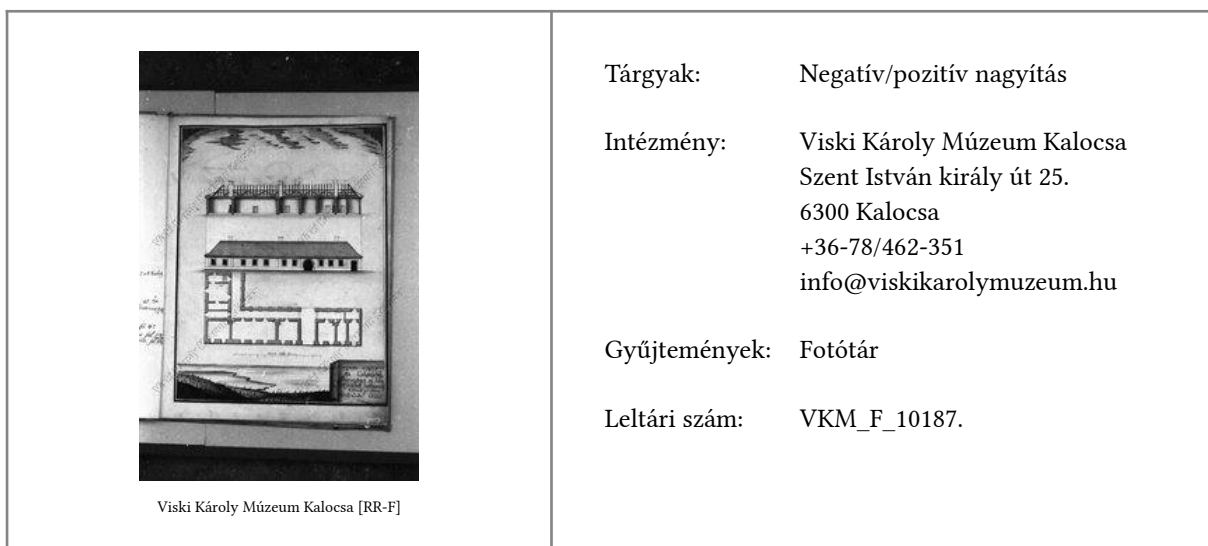 Viski Károly Múzeum Kalocsa [RR-F]
Tárgyak: Negatív/pozitív nagyítás
Intézmény: Viski Károly Múzeum Kalocsa
Szent István király út 25.
6300 Kalocsa
+36-78/462-351
info@viskikarolymuzeum.hu
Gyűjtemények: Fotótár
Leltári szám: VKM_F_10187.